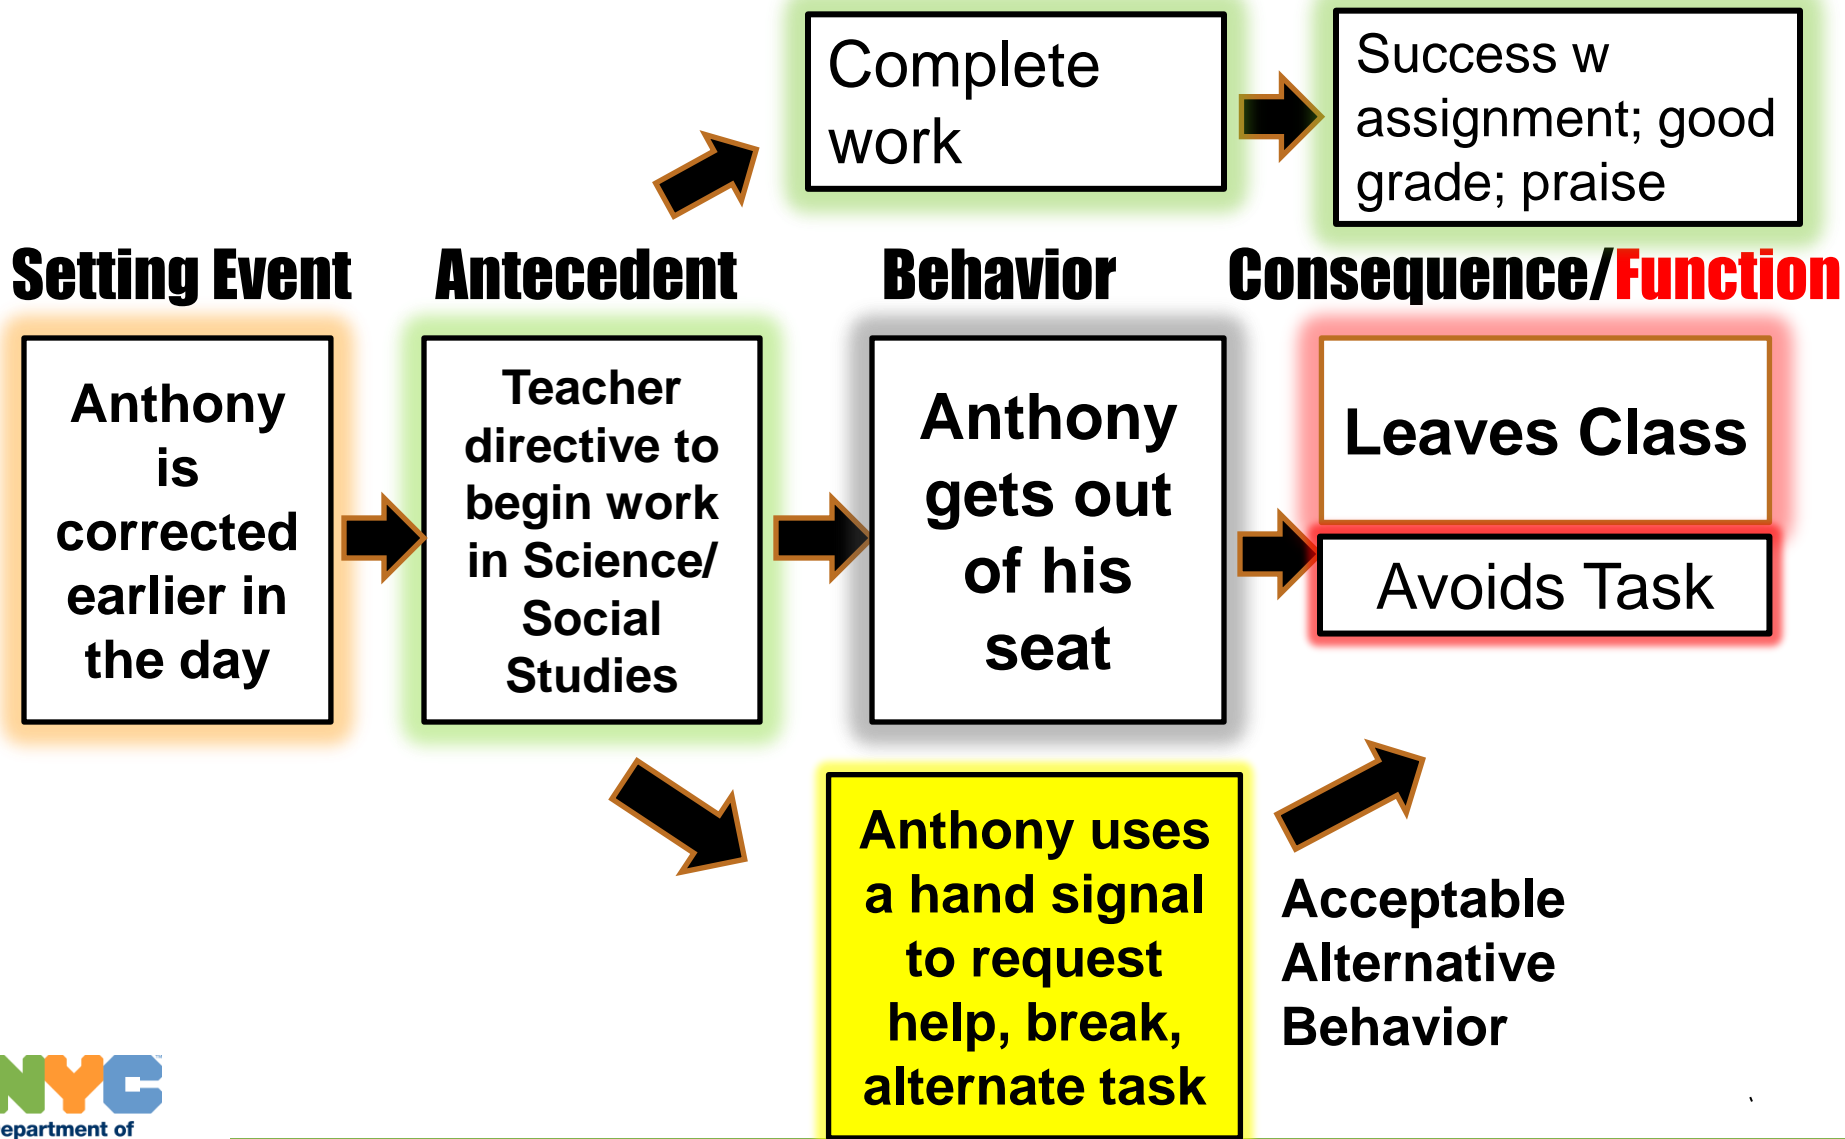 Complete
work
Success w
assignment; good
grade; praise
Setting Event
Antecedent
Behavior
Consequence/Function
Anthony
is
corrected
earlier in
the day
Teacher
directive to
begin work
in Science/
Social
Studies
Anthony
gets out
of his
seat
Leaves Class
Avoids Task
Anthony uses
a hand signal
to request
help, break,
alternate task
Acceptable
Alternative
Behavior
NYC
epartment of